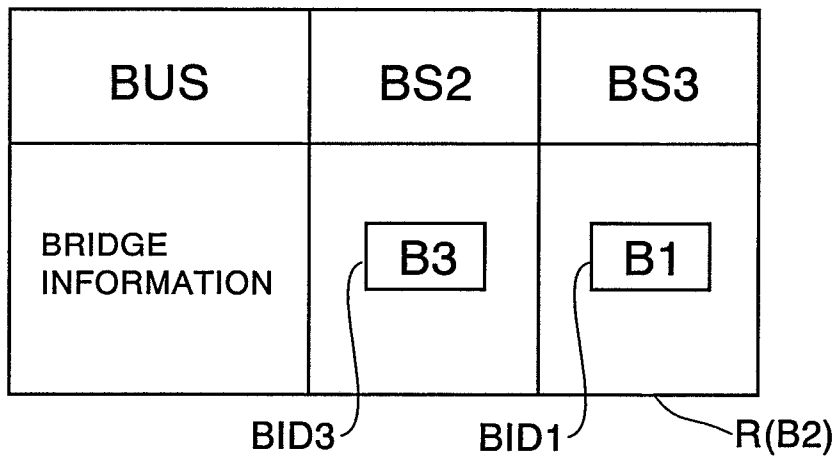 BUS BS2 BS3
BRIDGE
INFORMATION
B3 B1
BID3 BID1 R(B2)